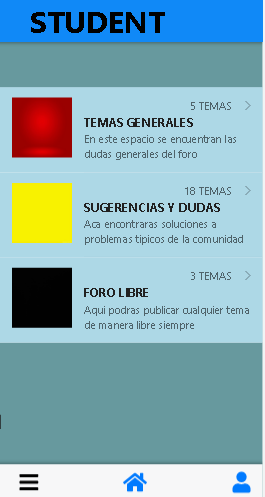 STUDENT
5 TEMAS
TEMAS GENERALES
En este espacio se encuentran las
dudas generales del foro
18 TEMAS
SUGERENCIAS Y DUDAS
Aca encontraras soluciones a
problemas tipicos de la comunidad
3 TEMAS
FORO LIBRE
Aqui podras publicar cualquier tema
de manera libre siempre